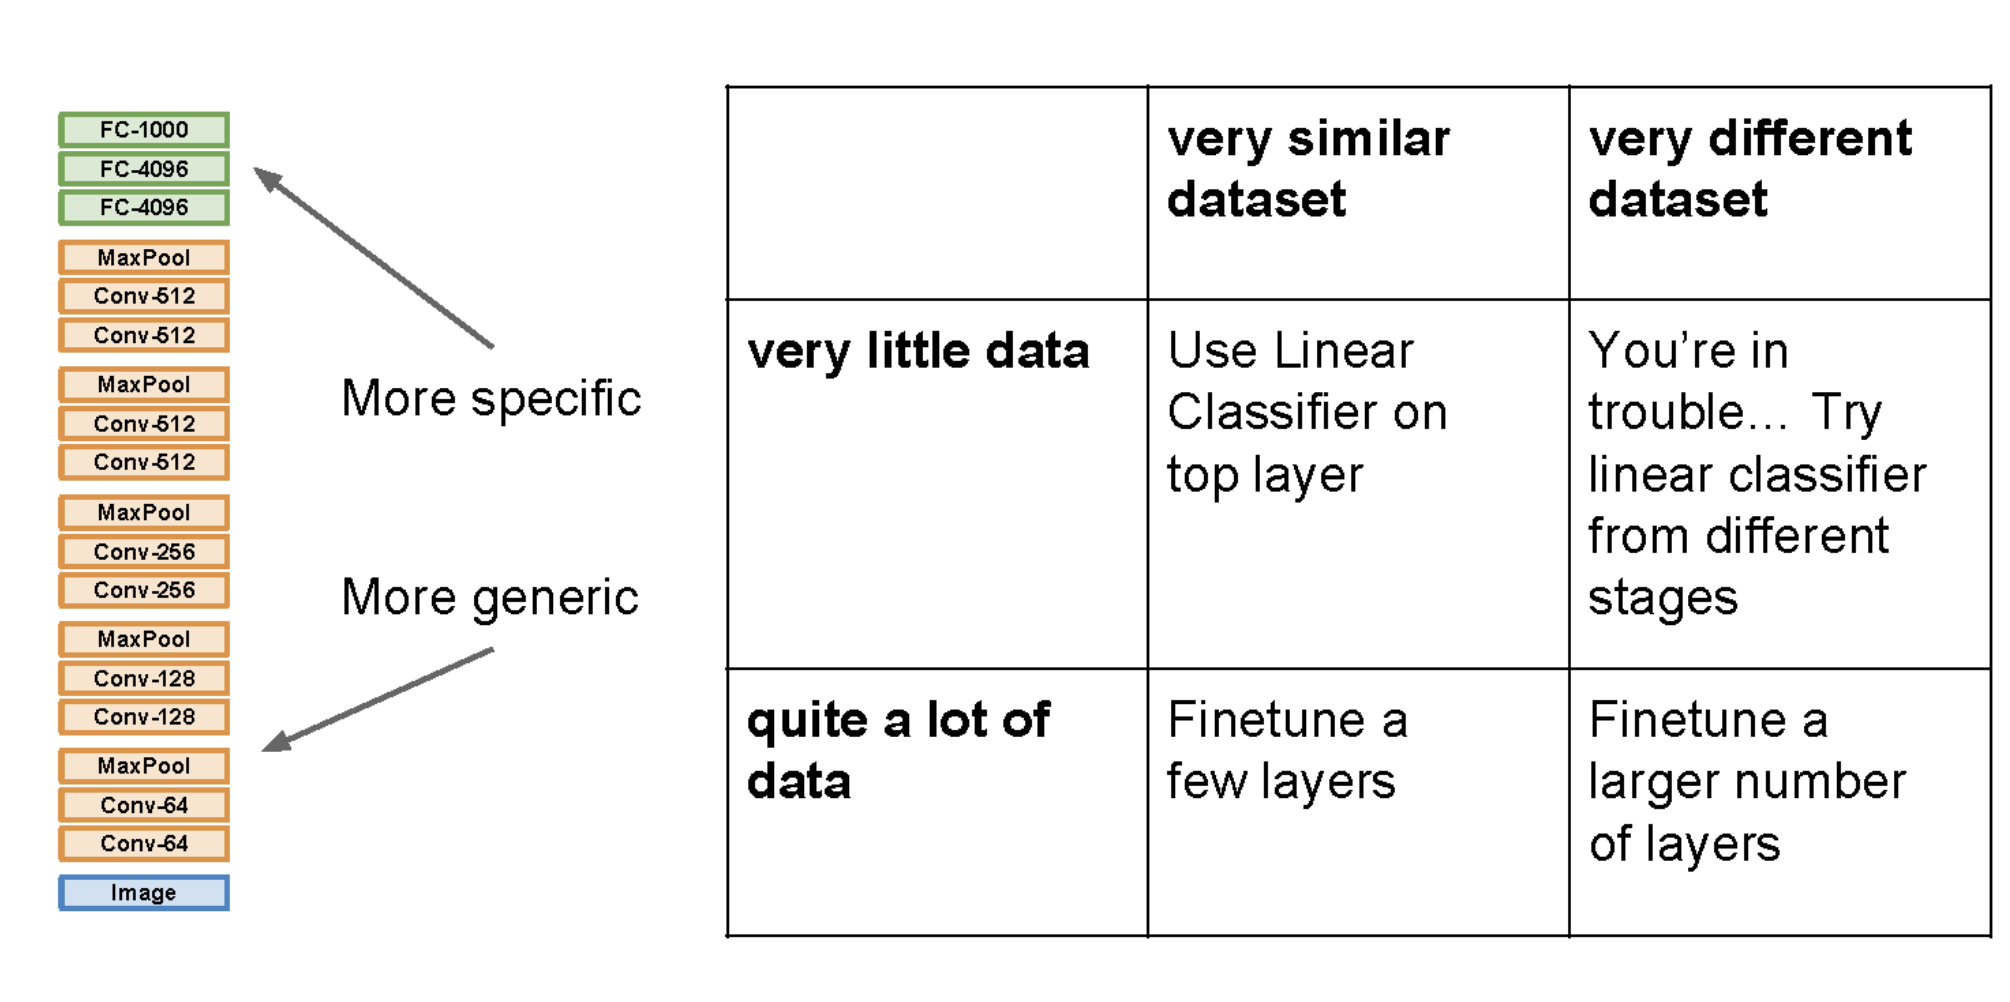 FC-1000
FC-4096
FC-4096
MaxPool
Conv-512
Conv-512
MaxPool
Conv-512
Conv-512
MaxPool
Conv-256
Conv-256
MaxPool
Conv-128
Conv-128
MaxPool
Conv-64
Conv-64
Image
More specific
More generic
very similar
dataset
very different
dataset
very little data
Use Linear
Classifier on
top layer
You’re in
trouble... Try
linear classifier
from different
stages
quite a lot of
data
Finetune a
few layers
Finetune a
larger number
of layers